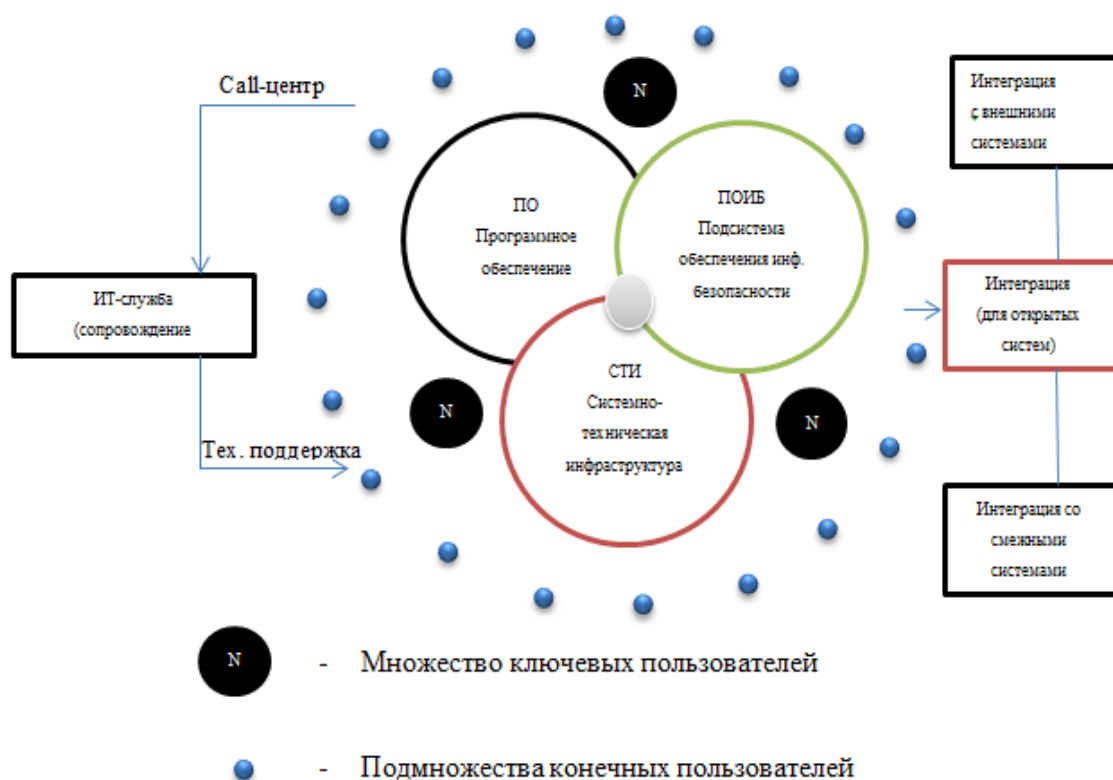 Call-центр
N
Интеграция
с внешними
системами
ПО
Программное
обеспечение
ПОИБ
Подсистема
обеспечения инф.
безопасности
ИТ-служба
(сопровождение
Интеграция
(для открытых
систем)
СТИ
Системно-
техническая
инфраструктура
N
N
Тех. поддержка
Интеграция со
смежными
системами
N
- Множество ключевых пользователей
- Подмножества конечных пользователей